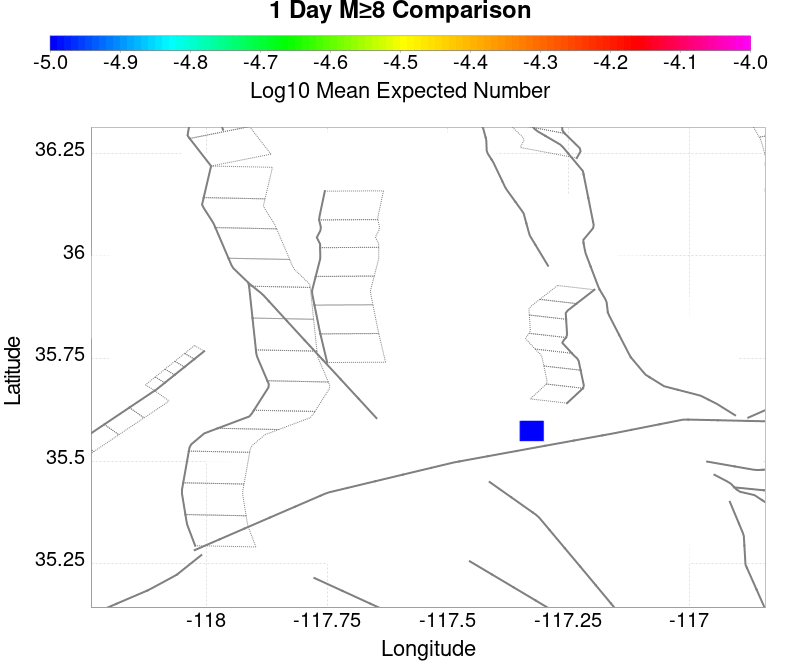 1 Day M≥8 Comparison
-5.0 -4.9 -4.8 -4.7 -4.6 -4.5 -4.4 -4.3 -4.2 -4.1 -4.0
Log10 Mean Expected Number
36.25
36
35.75
35.5
35.25
Latitude
-118 -117.75 -117.5 -117.25 -117
Longitude